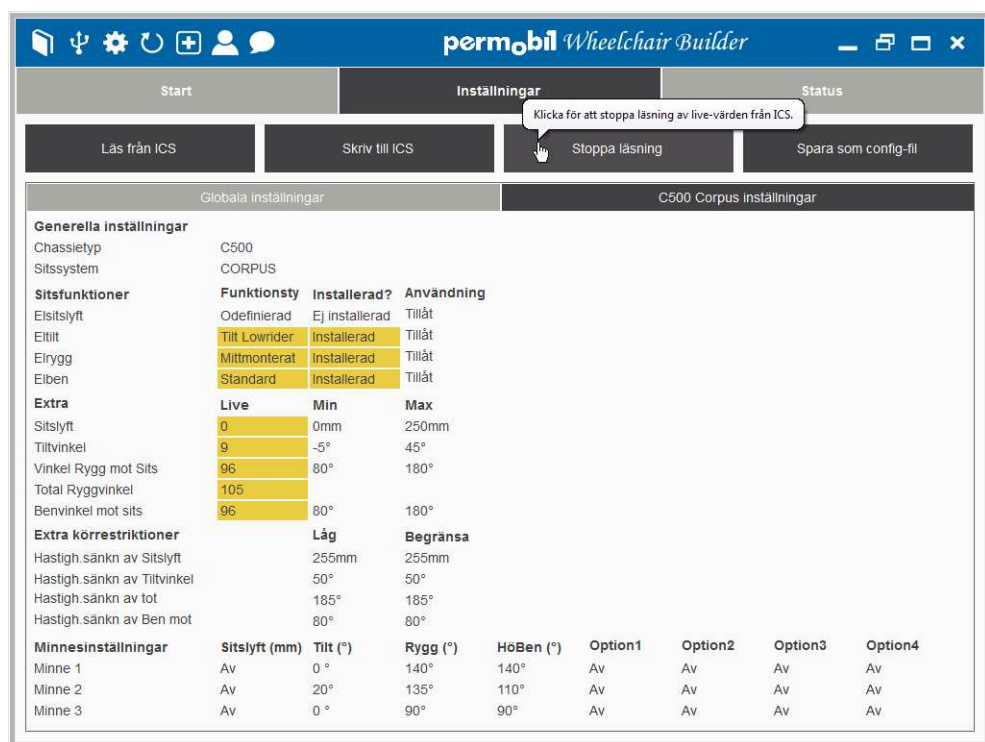 permobil Wheelchair Builder
Start Inställningar Status
Klicka för att stoppa läsning av live-värden från ICS.
Läs från ICS Skriv till ICS Stoppa läsning Spara som config-fil
Globala inställningar C500 Corpus inställningar
Generella inställningar
Chassietyp C500
Sitssystem CORPUS
Sitsfunktioner Funktionsty Installerad? Användning
Elsitslyft Odefinierad Ej installerad Tillåt
Eltilt Tilt Lowrider Installerad Tillåt
Elrygg Mittmonterat Installerad Tillåt
Elben Standard Installerad Tillåt
Extra Live Min Max
Sitslyft 0 0mm 250mm
Tiltvinkel 9 -5° 45°
Vinkel Rygg mot Sits 96 80° 180°
Total Ryggvinkel 105
Benvinkel mot sits 96 80° 180°
Extra körrestriktioner Låg Begränsa
Hastigh.sänkn av Sitslyft 255mm 255mm
Hastigh.sänkn av Tiltvinkel 50° 50°
Hastigh.sänkn av tot 185° 185°
Hastigh.sänkn av Ben mot 80° 80°
Minnesinställningar Sitslyft (mm) Tilt (°) Rygg (°) HöBen (°) Option1 Option2 Option3 Option4
Minne 1 Av 0 ° 140° 140° Av Av Av Av
Minne 2 Av 20° 135° 110° Av Av Av Av
Minne 3 Av 0 ° 90° 90° Av Av Av Av